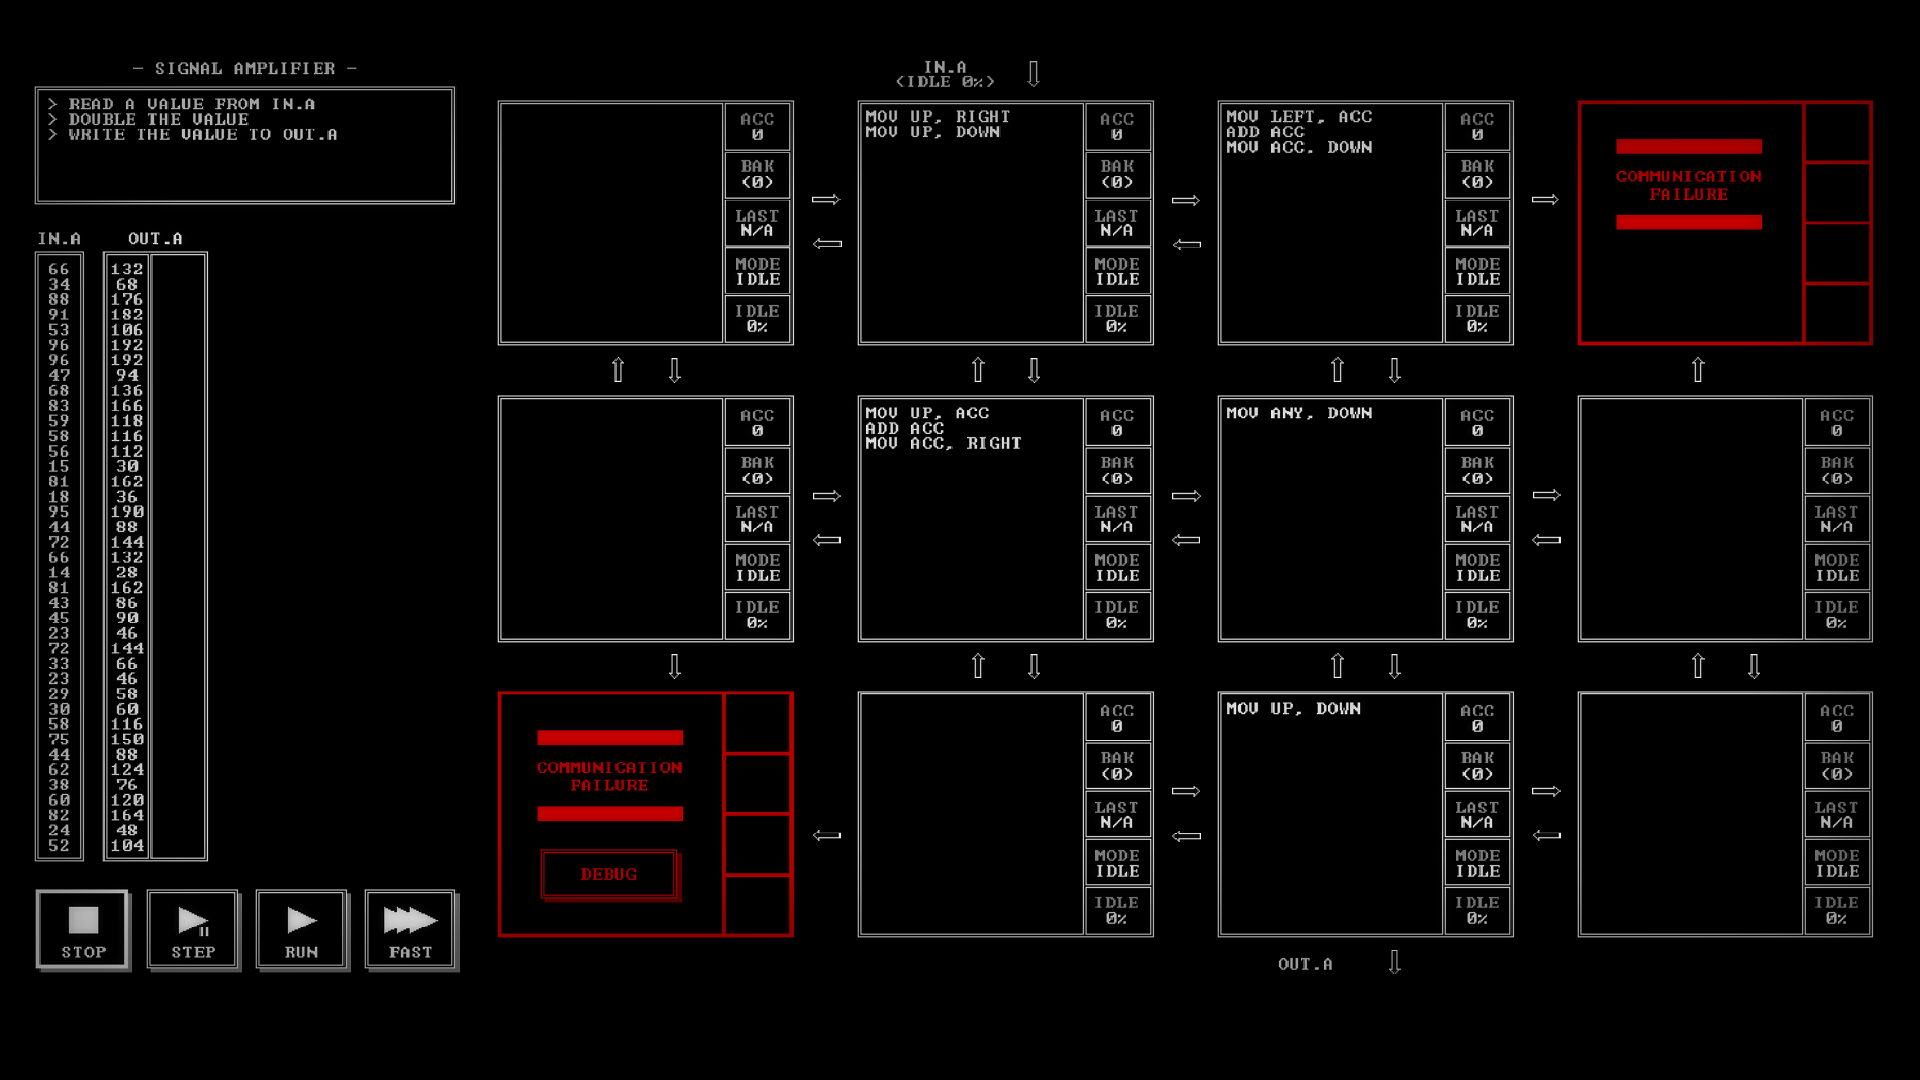 - SIGNAL AMPLIFIER -
> READ A VALUE FROM IN.A
> DOUBLE THE VALUE
> WRITE THE VALUE TO OUT.A
IN.A OUT.A
66 132
34 68
88 176
91 182
53 106
96 192
96 192
47 94
68 136
83 166
59 118
58 116
56 112
15 30
81 162
18 36
95 190
44 88
72 144
66 132
14 28
81 162
43 86
45 90
23 46
72 144
33 66
23 46
29 58
30 60
58 116
75 150
44 88
62 124
38 76
60 120
82 164
24 48
52 104
STOP
STEP
RUN
FAST
IN.A
<IDLE 0%>
ACC
0
BAK
<0>
LAST
N/A
MODE
IDLE
IDLE
0%
MOV UP, RIGHT
MOV UP, DOWN
ACC
0
BAK
<0>
LAST
N/A
MODE
IDLE
IDLE
0%
MOV LEFT, ACC
ADD ACC
MOV ACC. DOWN
ACC
0
BAK
<0>
LAST
N/A
MODE
IDLE
IDLE
0%
COMMUNICATION
FAILURE
ACC
0
BAK
<0>
LAST
N/A
MODE
IDLE
IDLE
0%
MOV UP, ACC
ADD ACC
MOV ACC, RIGHT
ACC
0
BAK
<0>
LAST
N/A
MODE
IDLE
IDLE
0%
MOV ANY, DOWN
ACC
0
BAK
<0>
LAST
N/A
MODE
IDLE
IDLE
0%
ACC
0
BAK
<0>
LAST
N/A
MODE
IDLE
IDLE
0%
COMMUNICATION
FAILURE
DEBUG
ACC
0
BAK
<0>
LAST
N/A
MODE
IDLE
IDLE
0%
MOV UP, DOWN
ACC
0
BAK
<0>
LAST
N/A
MODE
IDLE
IDLE
0%
ACC
0
BAK
<0>
LAST
N/A
MODE
IDLE
IDLE
0%
OUT.A